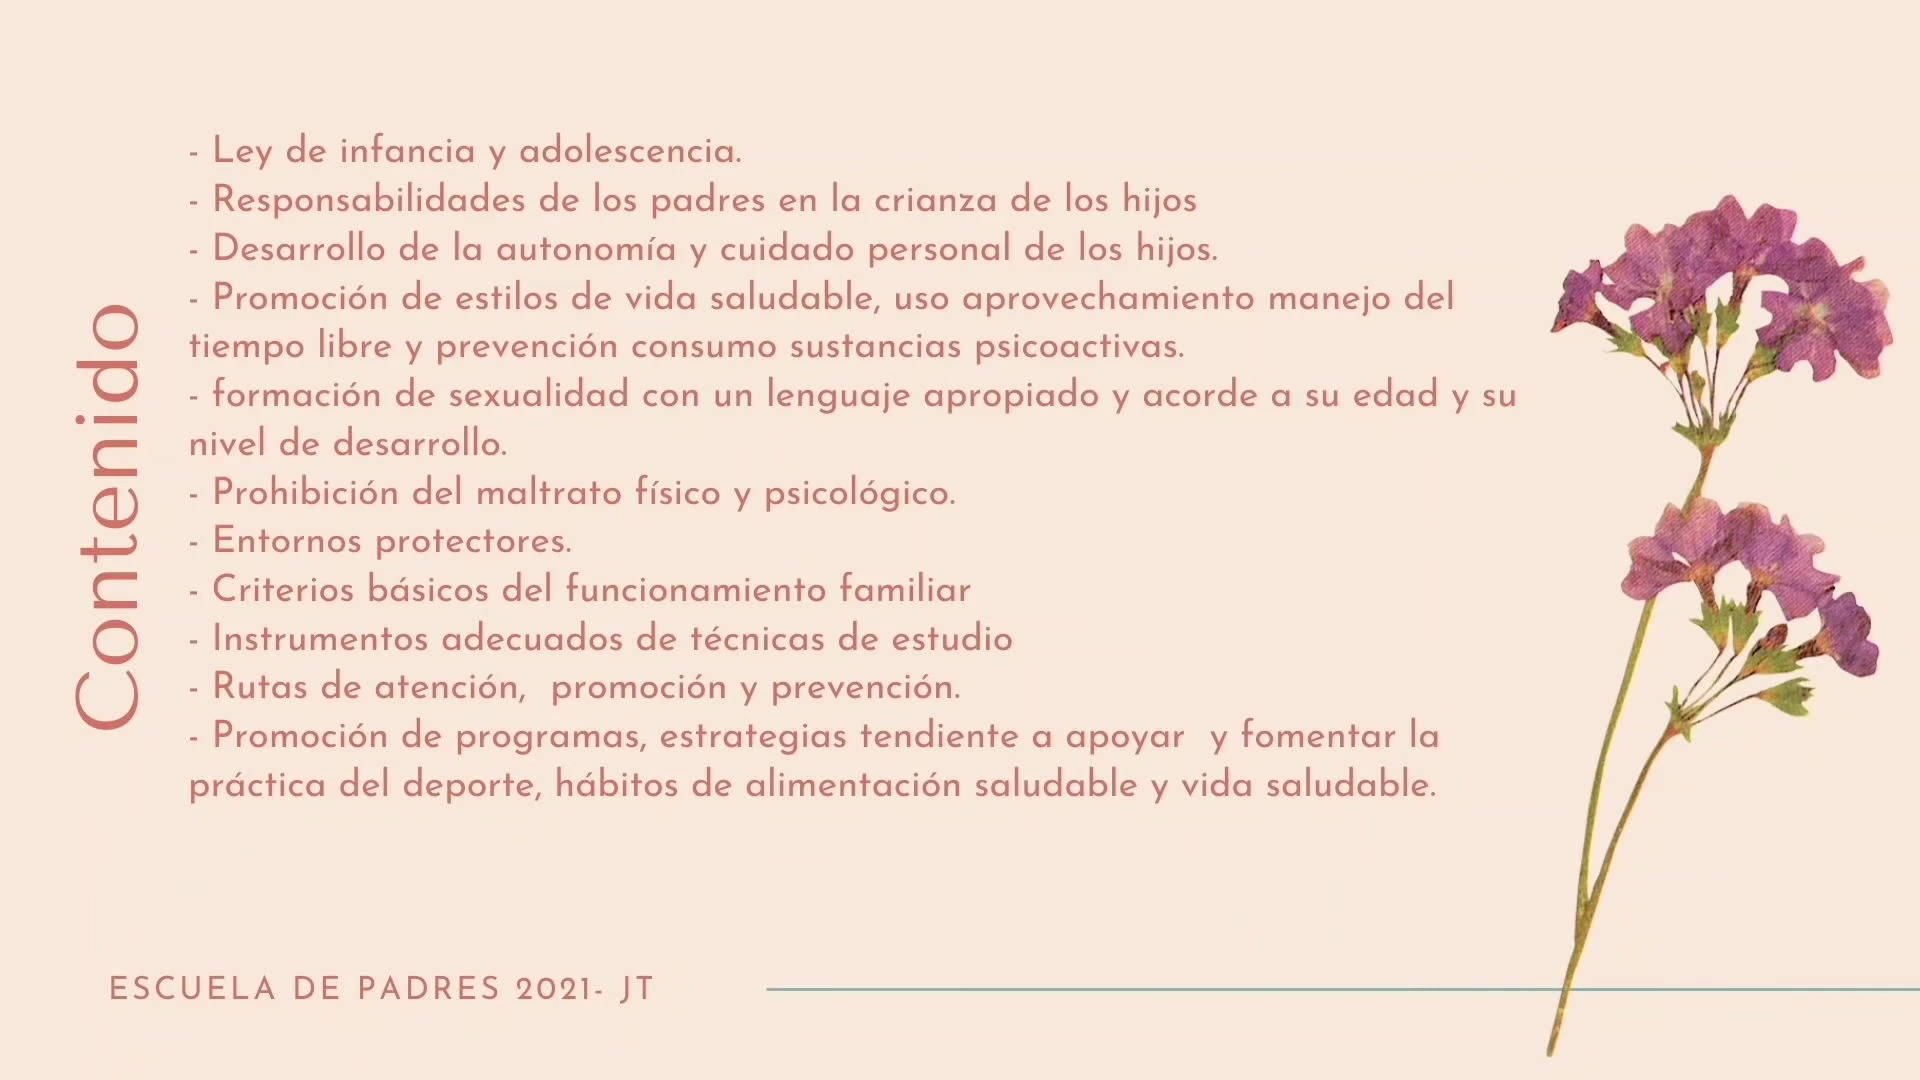 Contenido
- Ley de infancia y adolescencia.
- Responsabilidades de los padres en la crianza de los hijos
- Desarrollo de la autonomía y cuidado personal de los hijos.
- Promoción de estilos de vida saludable, uso aprovechamiento manejo del
tiempo libre y prevención consumo sustancias psicoactivas.
- formación de sexualidad con un lenguaje apropiado y acorde a su edad y su
nivel de desarrollo.
- Prohibición del maltrato físico y psicológico.
- Entornos protectores.
- Criterios básicos del funcionamiento familiar
- Instrumentos adecuados de técnicas de estudio
- Rutas de atención,  promoción y prevención.
- Promoción de programas, estrategias tendiente a apoyar  y fomentar la
práctica del deporte, hábitos de alimentación saludable y vida saludable.
ESCUELA DE PADRES 2021- JT